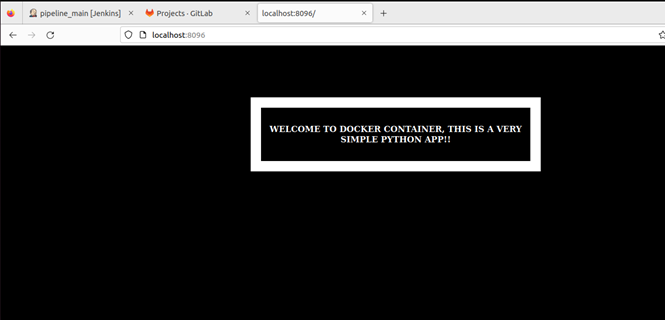 pipeline_main [Jenkins]
Projects · GitLab
localhost:8096/
localhost:8096
WELCOME TO DOCKER CONTAINER, THIS IS A VERY
SIMPLE PYTHON APP!!